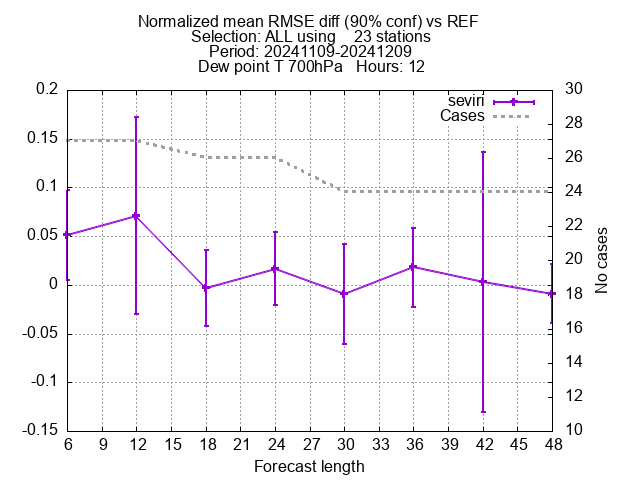 Normalized mean RMSE diff (90% conf) vs REF
Selection: ALL using    23 stations
Period: 20241109-20241209
Dew point T 700hPa   Hours: 12
seviri
Cases
0.2
0.15
0.1
0.05
0
-0.05
-0.1
-0.15
30
28
26
24
22
20
18
16
14
12
10
No cases
6 9 12 15 18 21 24 27 30 33 36 39 42 45 48
Forecast length